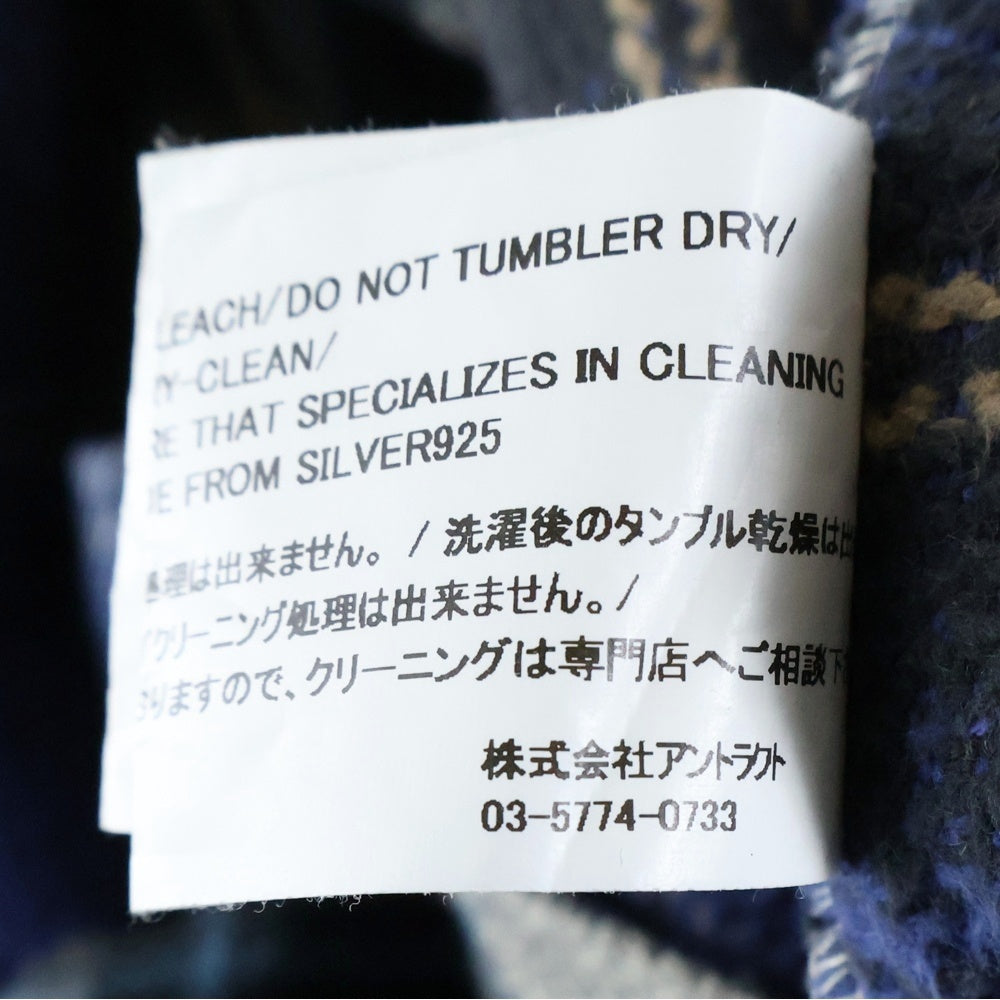 LEACH/DO NOT TUMBLER DRY/
Y-CLEAN/
RE THAT SPECIALIZES IN CLEANING
E FROM SILVER925
処理は出来ません。 / 洗濯後のタンブル乾燥は出
クリーニング処理は出来ません。/
りますので、クリーニングは専門店へご相談下
株式会社アントラクト
03-5774-0733